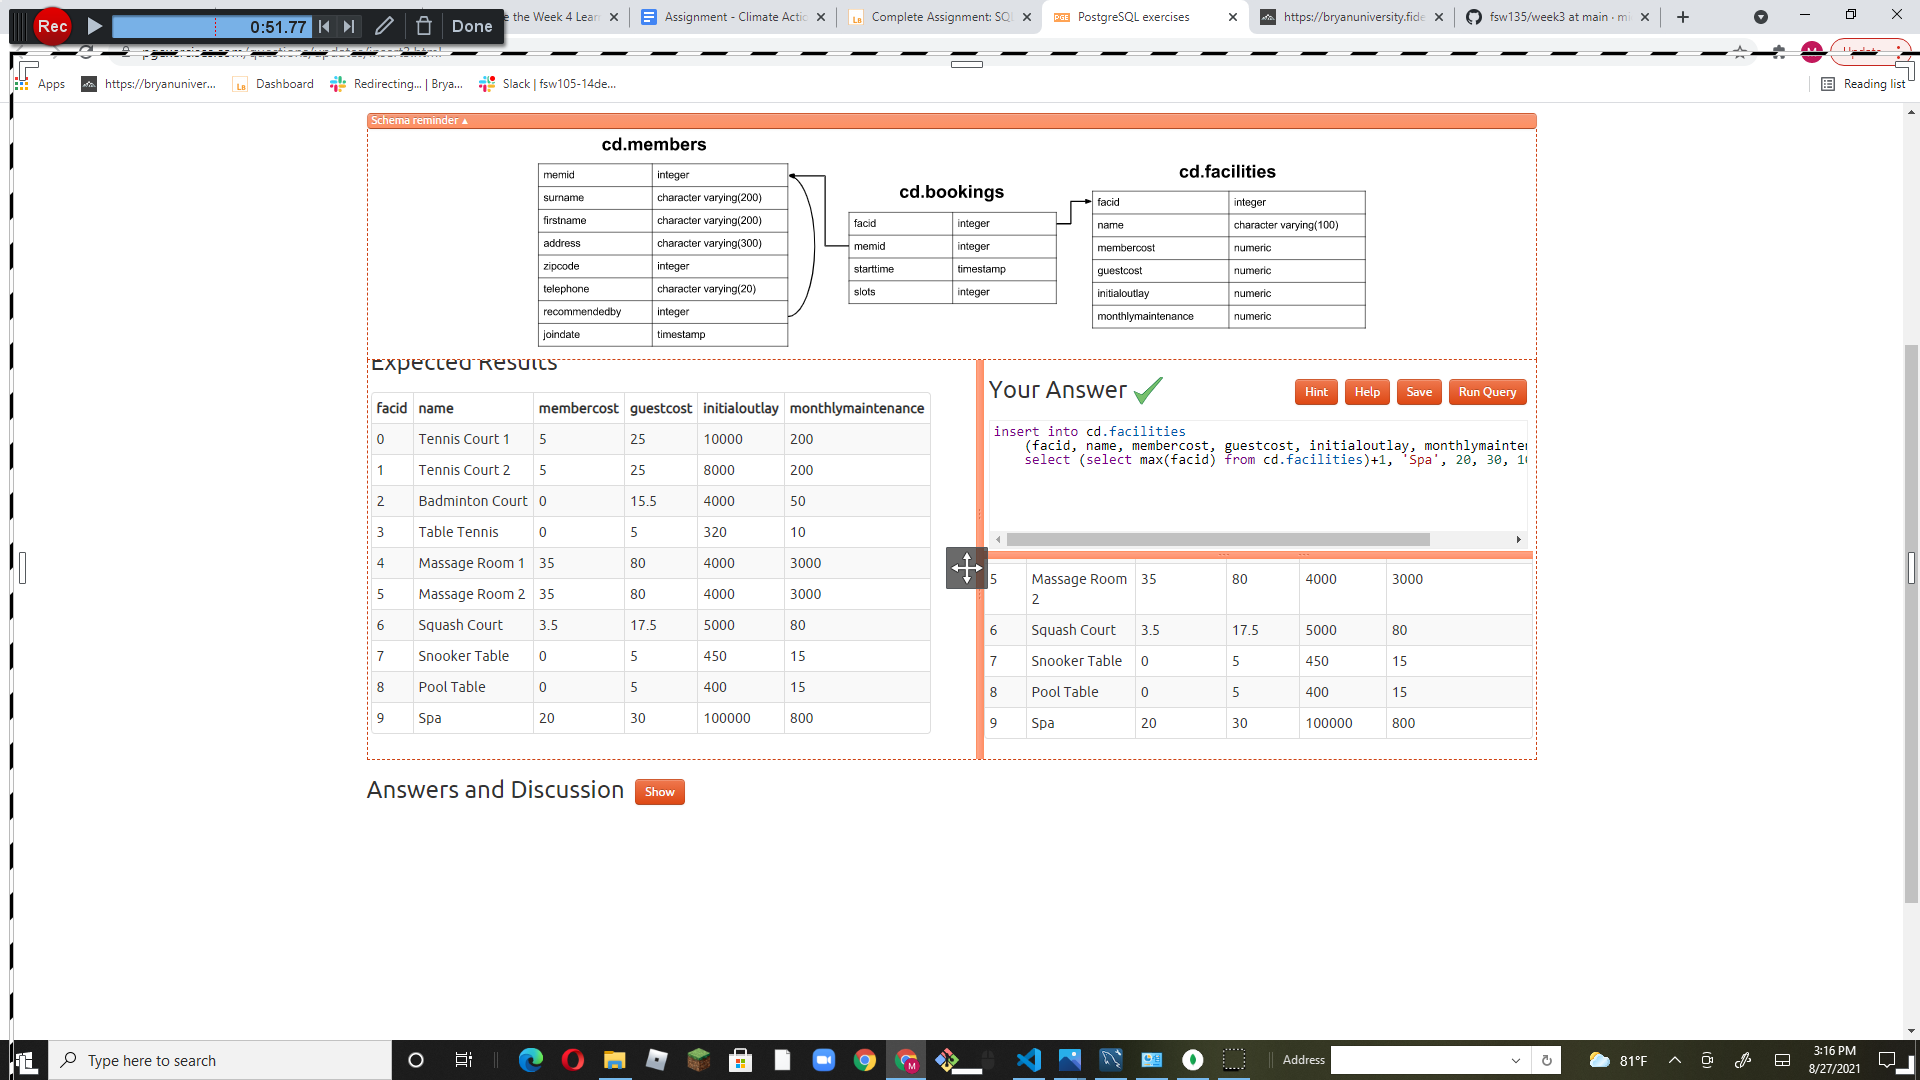 Rec
0:51.77
Done
e the Week 4 Lear
Assignment - Climate Actio
Complete Assignment: SQL
PostgreSQL exercises
https://bryanuniversity.fide
fsw135/week3 at main · mi
Apps
https://bryanuniver...
Dashboard
Redirecting... | Brya...
Slack | fsw105-14de...
Reading list
Schema reminder ▴
cd.members
memid integer
surname character varying(200)
firstname character varying(200)
address character varying(300)
zipcode integer
telephone character varying(20)
recommendedby integer
joindate timestamp
cd.bookings
facid integer
memid integer
starttime timestamp
slots integer
cd.facilities
facid integer
name character varying(100)
membercost numeric
guestcost numeric
initialoutlay numeric
monthlymaintenance numeric
Expected Results
facid name membercost guestcost initialoutlay monthlymaintenance
0 Tennis Court 1 5 25 10000 200
1 Tennis Court 2 5 25 8000 200
2 Badminton Court 0 15.5 4000 50
3 Table Tennis 0 5 320 10
4 Massage Room 1 35 80 4000 3000
5 Massage Room 2 35 80 4000 3000
6 Squash Court 3.5 17.5 5000 80
7 Snooker Table 0 5 450 15
8 Pool Table 0 5 400 15
9 Spa 20 30 100000 800
Your Answer
Hint
Help
Save
Run Query
insert into cd.facilities
(facid, name, membercost, guestcost, initialoutlay, monthlymainten
select (select max(facid) from cd.facilities)+1, 'Spa', 20, 30, 10
5 Massage Room 35 80 4000 3000
2
6 Squash Court 3.5 17.5 5000 80
7 Snooker Table 0 5 450 15
8 Pool Table 0 5 400 15
9 Spa 20 30 100000 800
Answers and Discussion
Show
Type here to search
Address
81°F
3:16 PM
8/27/2021